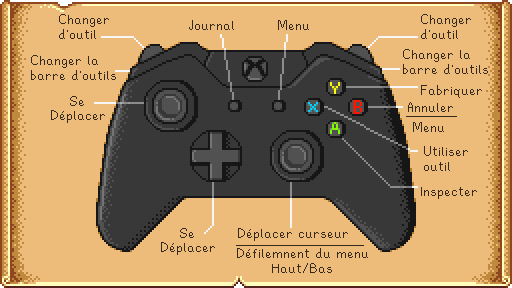 Changer
d'outil
Journal
Menu
Changer
d'outil
Changer la
barre d'outils
Changer la
barre d'outils
Y
Fabriquer
Se
Déplacer
X
B
Annuler
Menu
A
Utiliser
outil
Inspecter
Se
Déplacer
Déplacer curseur
Défilemnent du menu
Haut/Bas